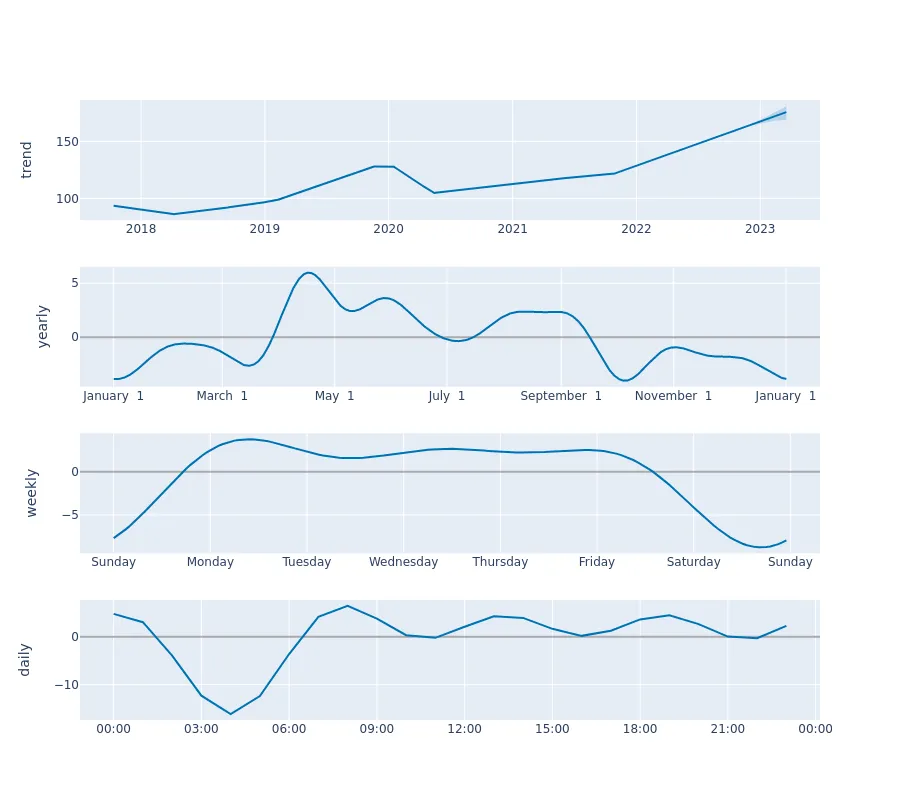 trend
150
100
2018 2019 2020 2021 2022 2023
yearly
5
0
January 1 March 1 May 1 July 1 September 1 November 1 January 1
weekly
0
−5
Sunday Monday Tuesday Wednesday Thursday Friday Saturday Sunday
daily
0
−10
00:00 03:00 06:00 09:00 12:00 15:00 18:00 21:00 00:00